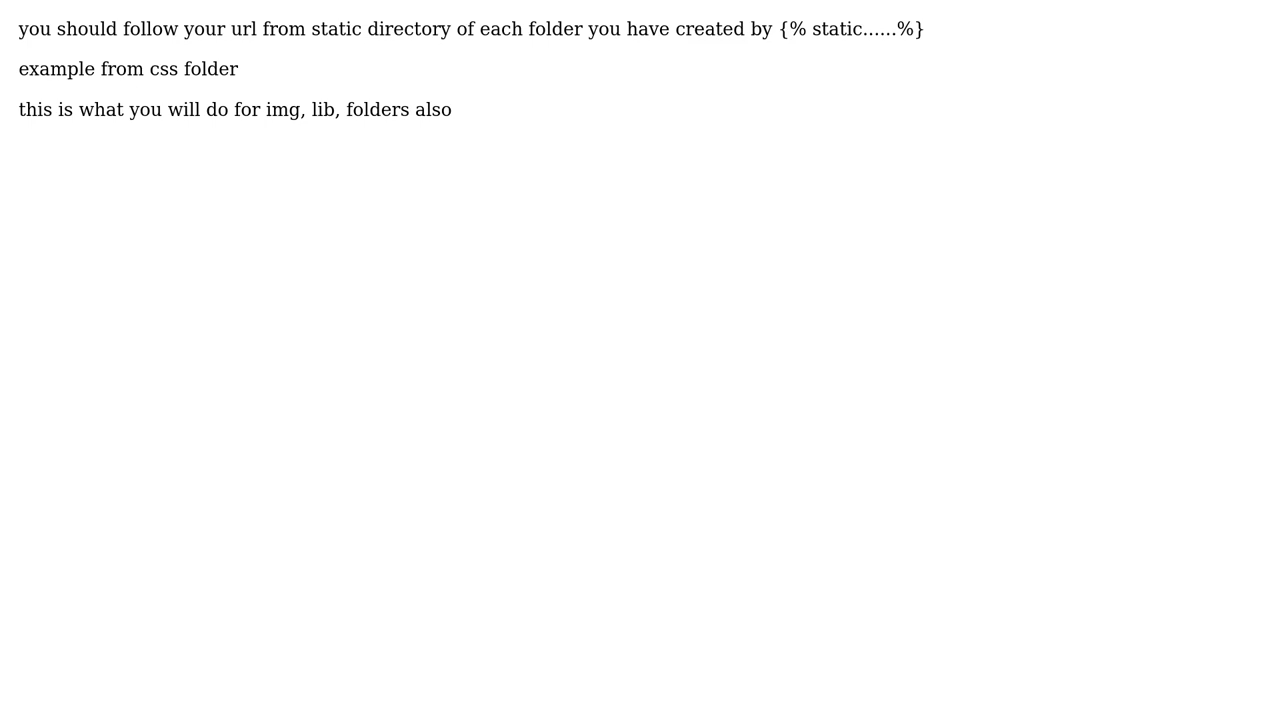 you should follow your url from static directory of each folder you have created by {% static......%}
example from css folder
this is what you will do for img, lib, folders also